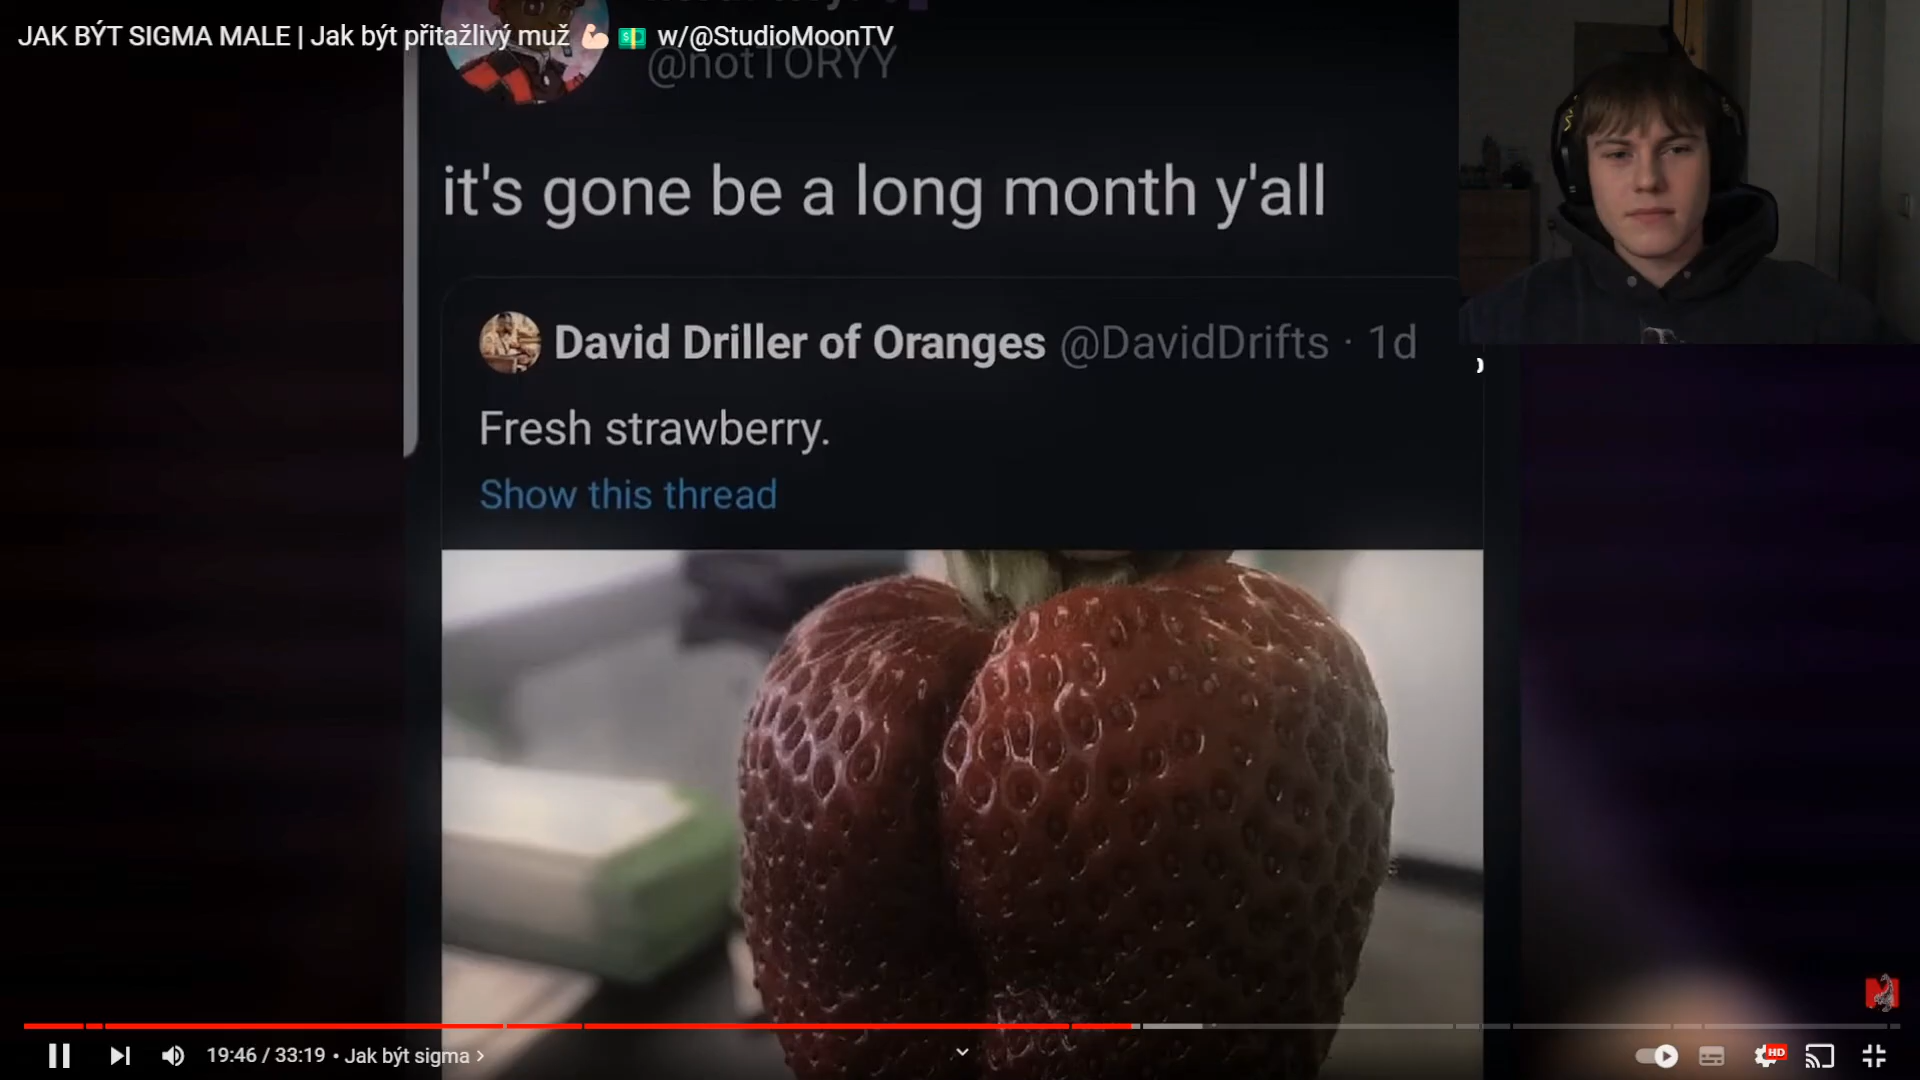 JAK BÝT SIGMA MALE | Jak být přitažlivý muž 💪🏻 💵 w/@StudioMoonTV
@notTORYY
it's gone be a long month y'all
David Driller of Oranges @DavidDrifts · 1d
Fresh strawberry.
Show this thread
19:46 / 33:19 • Jak být sigma >
HD